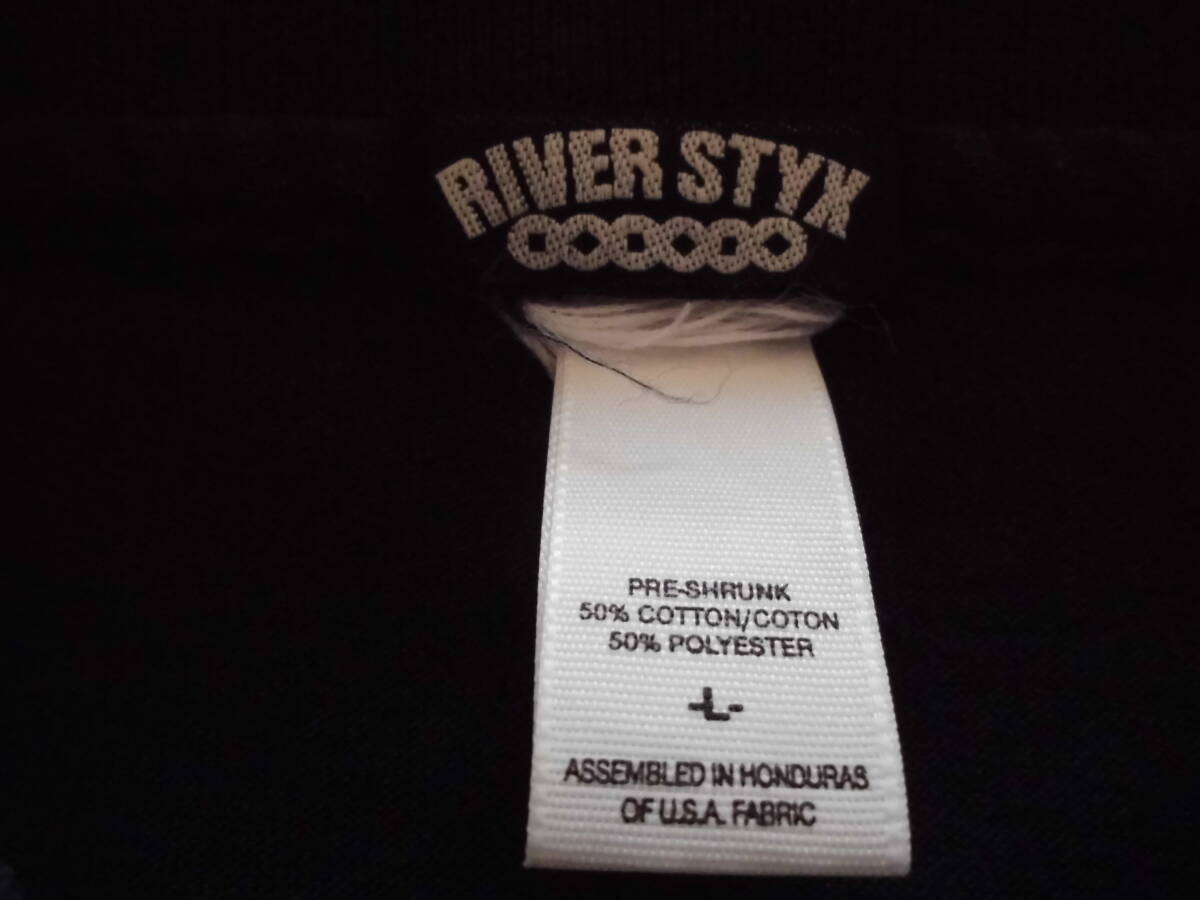 RIVER STYX
PRE-SHRUNK
50% COTTON/COTON
50% POLYESTER
-L-
ASSEMBLED IN HONDURAS
OF U.S.A. FABRIC